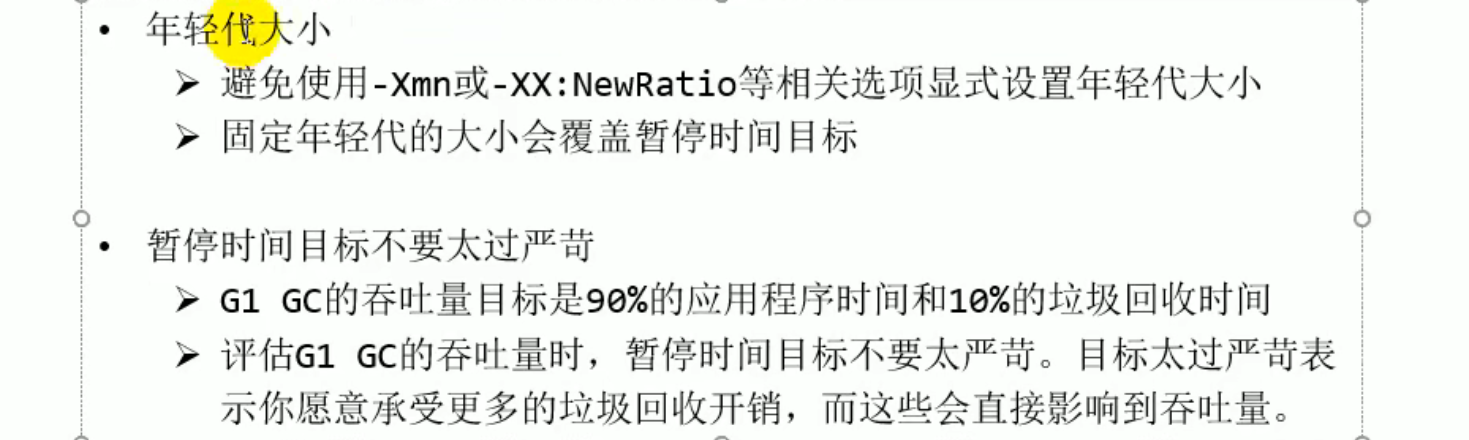 • 年轻代大小
➢ 避免使用-Xmn或-XX:NewRatio等相关选项显式设置年轻代大小
➢ 固定年轻代的大小会覆盖暂停时间目标
• 暂停时间目标不要太过严苛
➢ G1 GC的吞吐量目标是90%的应用程序时间和10%的垃圾回收时间
➢ 评估G1 GC的吞吐量时，暂停时间目标不要太严苛。目标太过严苛表
示你愿意承受更多的垃圾回收开销，而这些会直接影响到吞吐量。